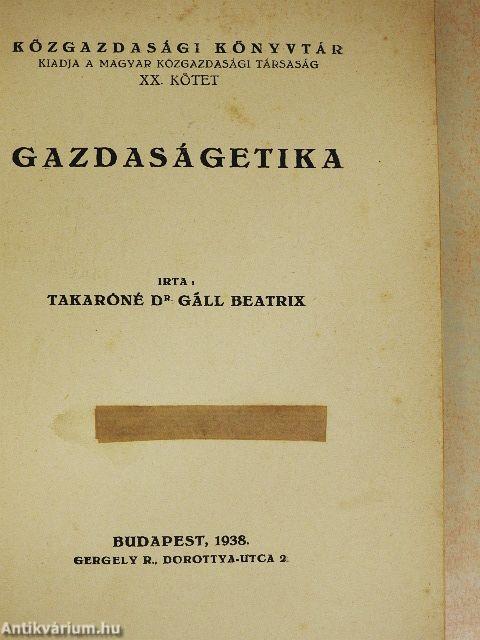 KÖZGAZDASÁGI KÖNYVTÁR
KIADJA A MAGYAR KÖZGAZDASÁGI TÁRSASÁG
XX. KÖTET
GAZDASÁGETIKA
IRTA:
TAKARÓNÉ DR. GÁLL BEATRIX
BUDAPEST, 1938.
GERGELY R., DOROTTYA-UTCA 2.
Antikvárium.hu